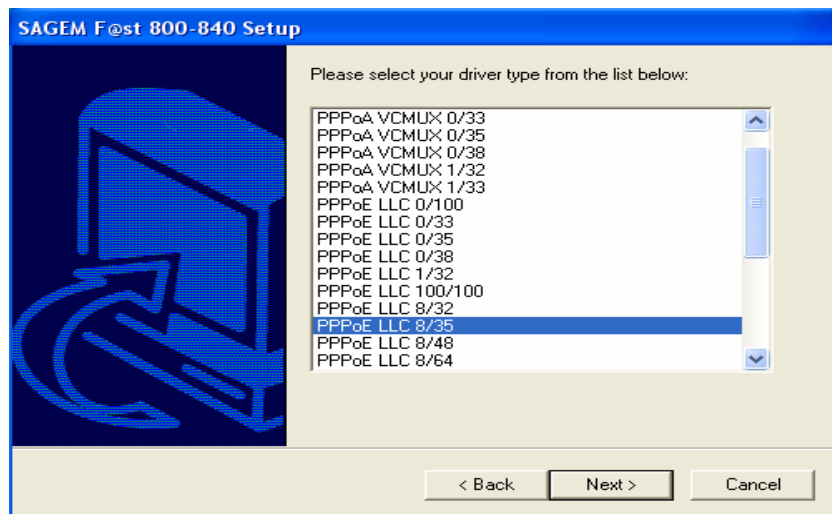 SAGEM F@st 800-840 Setup
Please select your driver type from the list below:
PPPoA VCMUX 0/33
PPPoA VCMUX 0/35
PPPoA VCMUX 0/38
PPPoA VCMUX 1/32
PPPoA VCMUX 1/33
PPPoE LLC 0/100
PPPoE LLC 0/33
PPPoE LLC 0/35
PPPoE LLC 0/38
PPPoE LLC 1/32
PPPoE LLC 100/100
PPPoE LLC 8/32
PPPoE LLC 8/35
PPPoE LLC 8/48
PPPoE LLC 8/64
< Back Next > Cancel